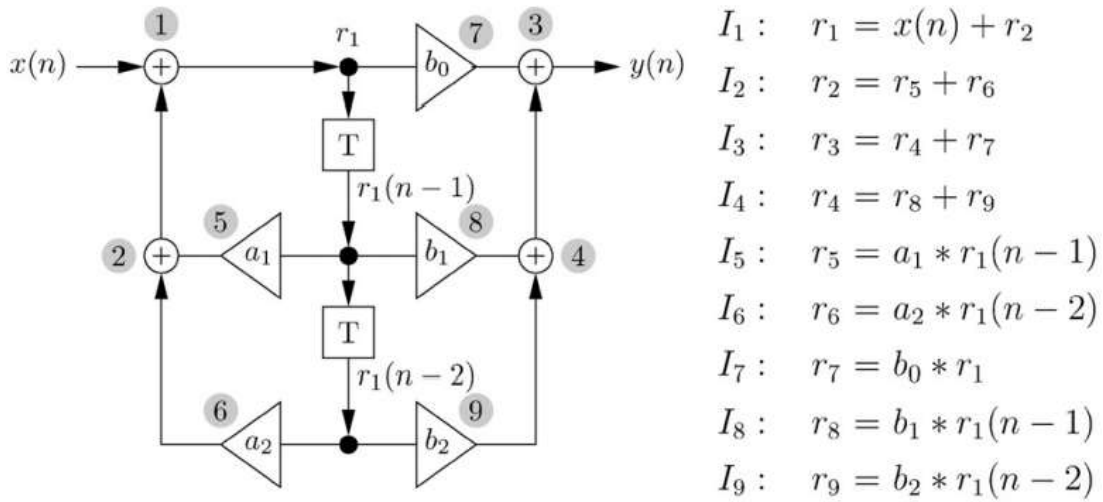 1
3
7
r₁
x(n)
+
b₀
+
y(n)
T
r₁(n − 1)
5
8
2
+
a₁
b₁
+
4
T
r₁(n − 2)
6
9
a₂
b₂
I₁ : r₁ = x(n) + r₂
I₂ : r₂ = r₅ + r₆
I₃ : r₃ = r₄ + r₇
I₄ : r₄ = r₈ + r₉
I₅ : r₅ = a₁ * r₁(n − 1)
I₆ : r₆ = a₂ * r₁(n − 2)
I₇ : r₇ = b₀ * r₁
I₈ : r₈ = b₁ * r₁(n − 1)
I₉ : r₉ = b₂ * r₁(n − 2)